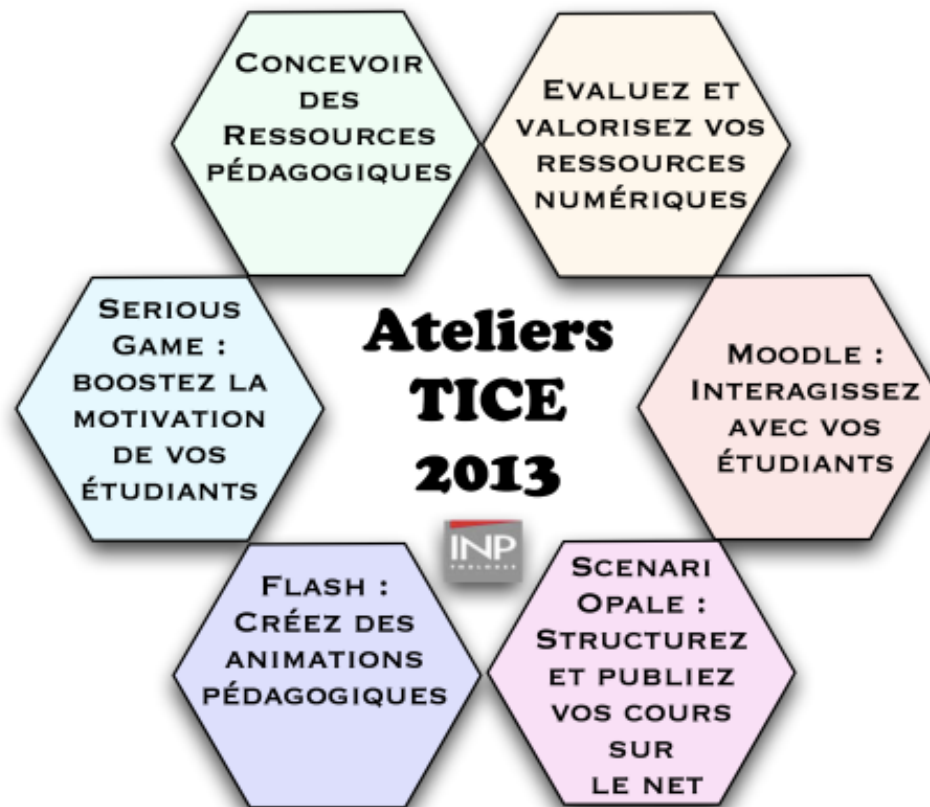 CONCEVOIR
DES
RESSOURCES
PÉDAGOGIQUES
EVALUEZ ET
VALORISEZ VOS
RESSOURCES
NUMÉRIQUES
SERIOUS
GAME :
BOOSTEZ LA
MOTIVATION
DE VOS
ÉTUDIANTS
Ateliers
TICE
2013
INP
TOULOUSE
MOODLE :
INTERAGISSEZ
AVEC VOS
ÉTUDIANTS
FLASH :
CRÉEZ DES
ANIMATIONS
PÉDAGOGIQUES
SCENARI
OPALE :
STRUCTUREZ
ET PUBLIEZ
VOS COURS
SUR
LE NET